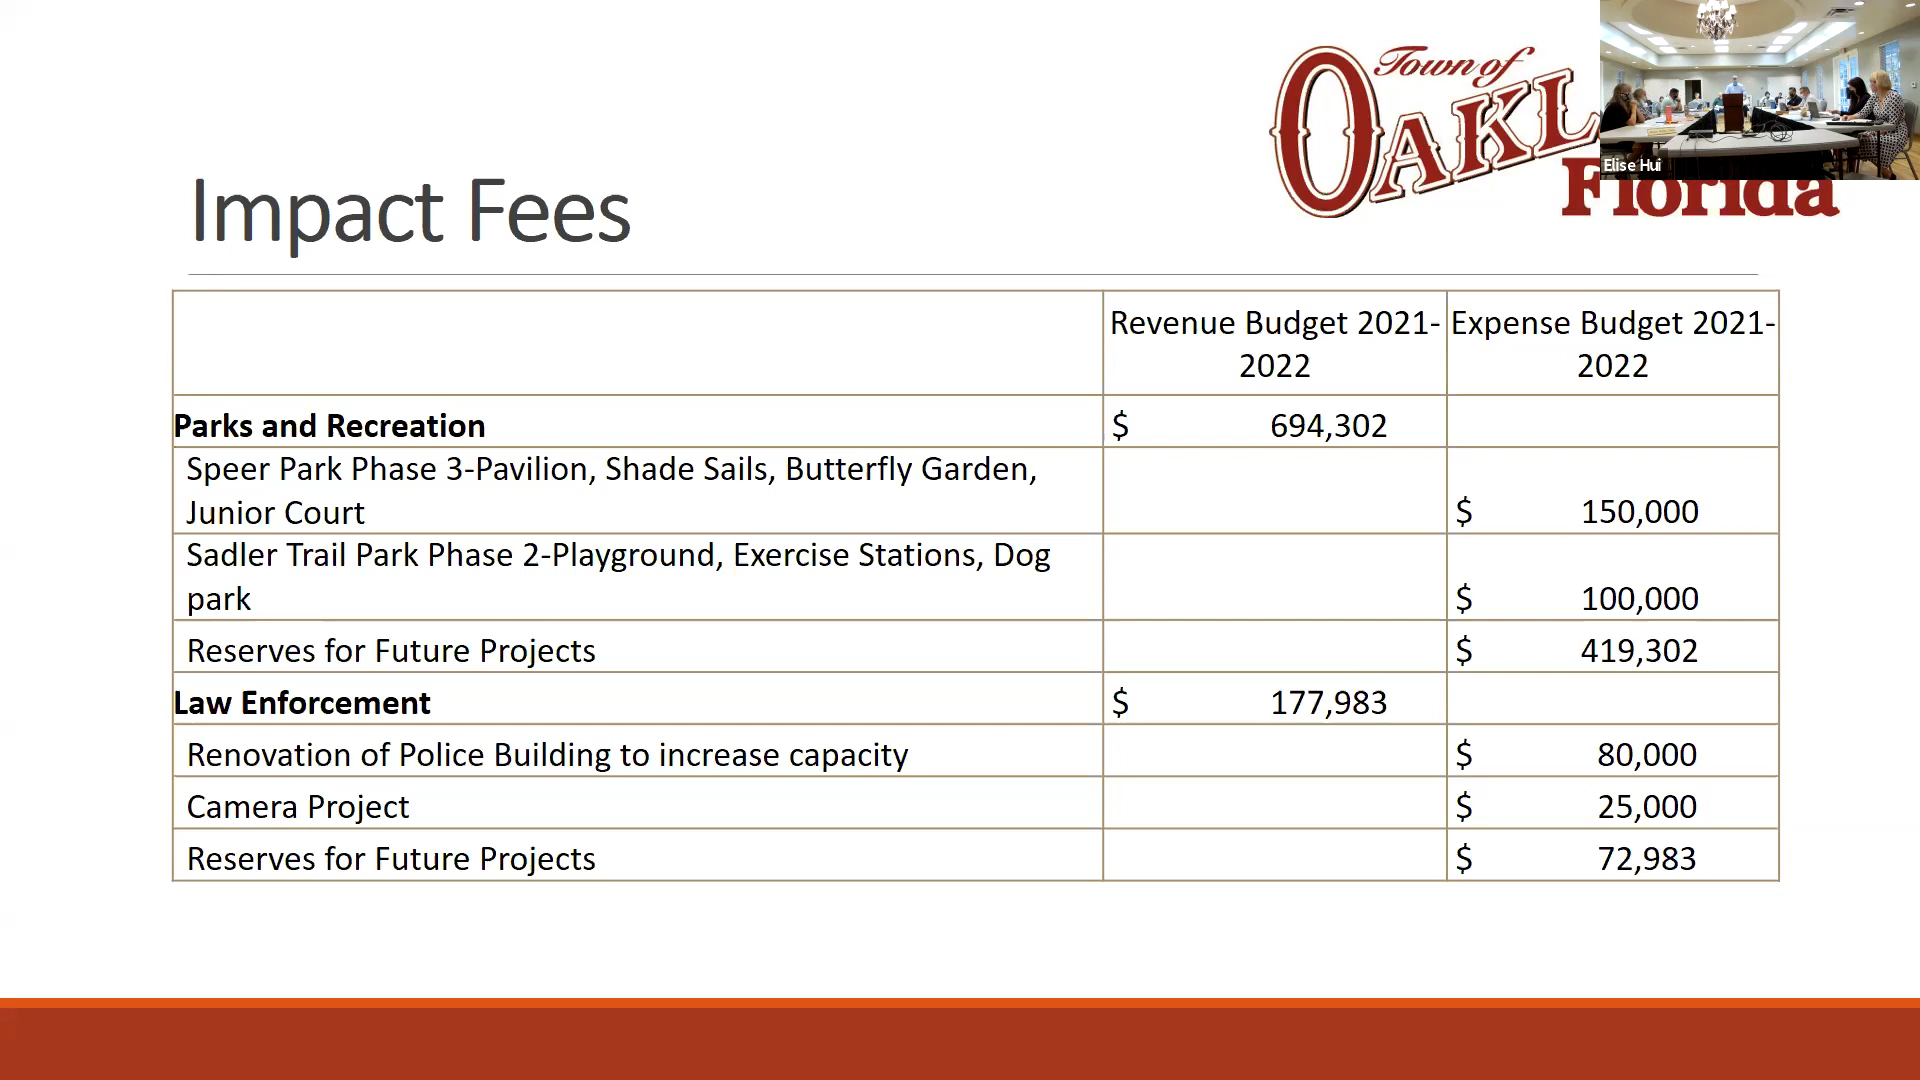 Town of
OAKL
Florida
Elise Hui
Impact Fees
Revenue Budget 2021-
2022
Expense Budget 2021-
2022
Parks and Recreation $ 694,302
Speer Park Phase 3-Pavilion, Shade Sails, Butterfly Garden,
Junior Court $ 150,000
Sadler Trail Park Phase 2-Playground, Exercise Stations, Dog
park $ 100,000
Reserves for Future Projects $ 419,302
Law Enforcement $ 177,983
Renovation of Police Building to increase capacity $ 80,000
Camera Project $ 25,000
Reserves for Future Projects $ 72,983